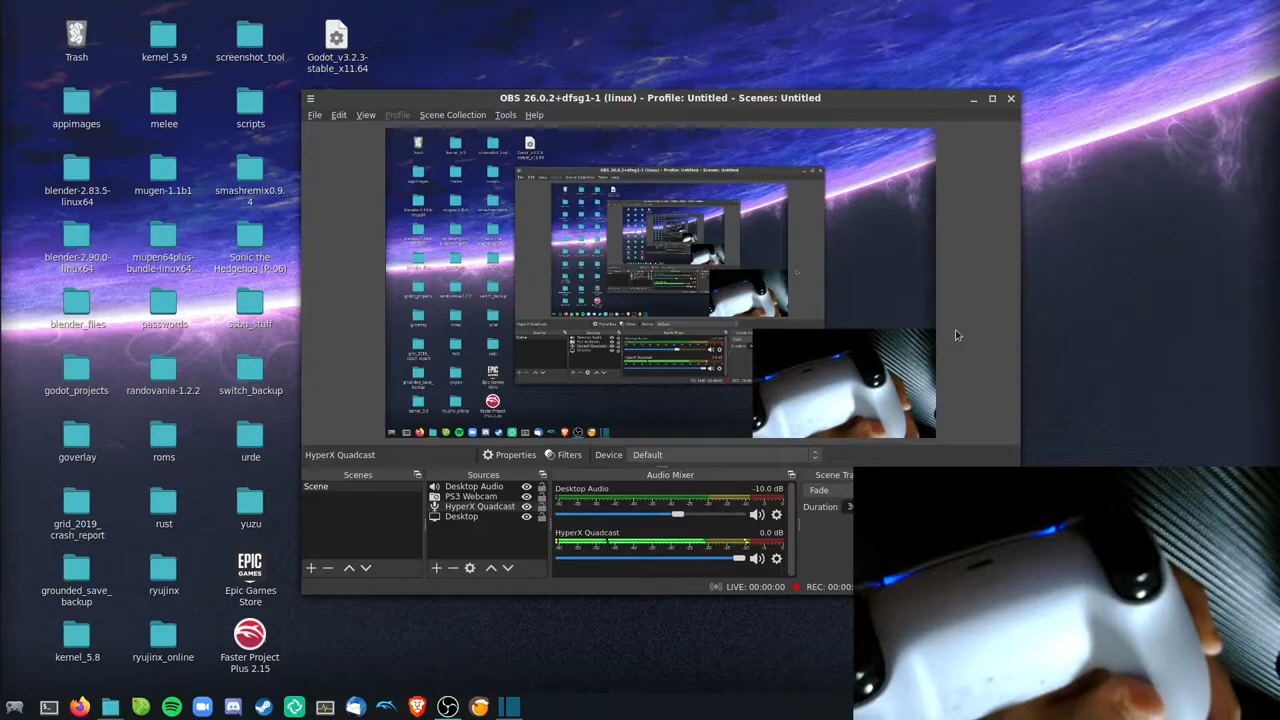 Trash
kernel_5.9
screenshot_tool
Godot_v3.2.3-
stable_x11.64
appimages
melee
scripts
blender-2.83.5-
linux64
mugen-1.1b1
smashremix0.9.
4
blender-2.90.0-
linux64
mupen64plus-
bundle-linux64...
Sonic the
Hedgehog (P-06)
blender_files
passwords
ssbu_stuff
godot_projects
randovania-1.2.2
switch_backup
goverlay
roms
urde
grid_2019_
crash_report
rust
yuzu
grounded_save_
backup
ryujinx
EPIC
GAMES
Epic Games
Store
kernel_5.8
ryujinx_online
Faster Project
Plus 2.15
OBS 26.0.2+dfsg1-1 (linux) - Profile: Untitled - Scenes: Untitled
File Edit View Profile Scene Collection Tools Help
HyperX Quadcast
Properties
Filters
Device
Default
Scenes
Scene
Sources
Desktop Audio
PS3 Webcam
HyperX Quadcast
Desktop
Audio Mixer
Desktop Audio
-10.0 dB
HyperX Quadcast
0.0 dB
Scene Tra
Fade
Duration
LIVE: 00:00:00
REC: 00:00: